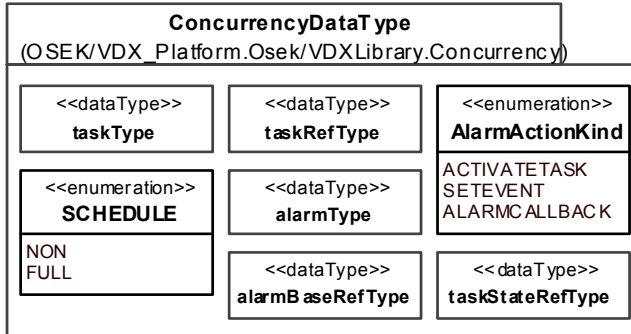 ConcurrencyDataType
(OSEK/VDX_Platform.Osek/VDXLibrary.Concurrency)
<<dataType>>
taskType
<<dataType>>
taskRefType
<<enumeration>>
AlarmActionKind
ACTIVATETASK
SETEVENT
ALARMCALLBACK
<<enumeration>>
SCHEDULE
NON
FULL
<<dataType>>
alarmType
<<dataType>>
alarmBaseRefType
<<dataType>>
taskStateRefType